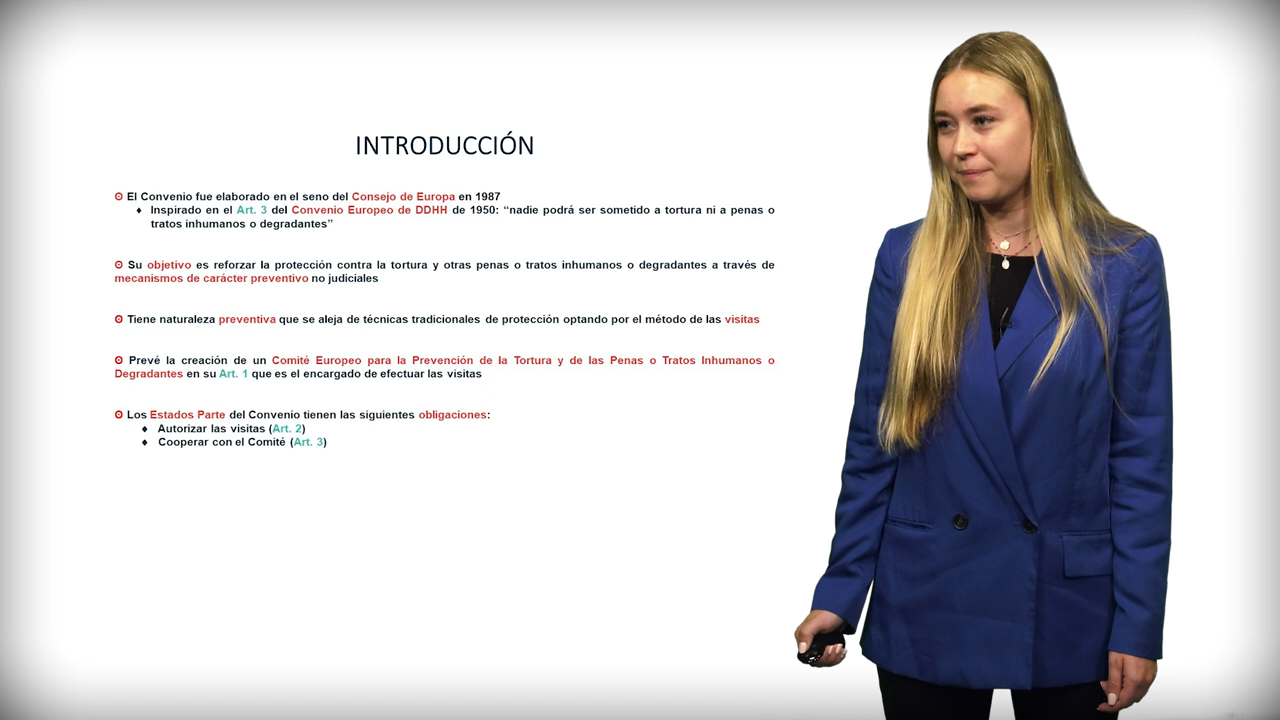 INTRODUCCIÓN
⊙ El Convenio fue elaborado en el seno del Consejo de Europa en 1987
♦ Inspirado en el Art. 3 del Convenio Europeo de DDHH de 1950: “nadie podrá ser sometido a tortura ni a penas o
tratos inhumanos o degradantes”
⊙ Su objetivo es reforzar la protección contra la tortura y otras penas o tratos inhumanos o degradantes a través de
mecanismos de carácter preventivo no judiciales
⊙ Tiene naturaleza preventiva que se aleja de técnicas tradicionales de protección optando por el método de las visitas
⊙ Prevé la creación de un Comité Europeo para la Prevención de la Tortura y de las Penas o Tratos Inhumanos o
Degradantes en su Art. 1 que es el encargado de efectuar las visitas
⊙ Los Estados Parte del Convenio tienen las siguientes obligaciones:
♦ Autorizar las visitas (Art. 2)
♦ Cooperar con el Comité (Art. 3)